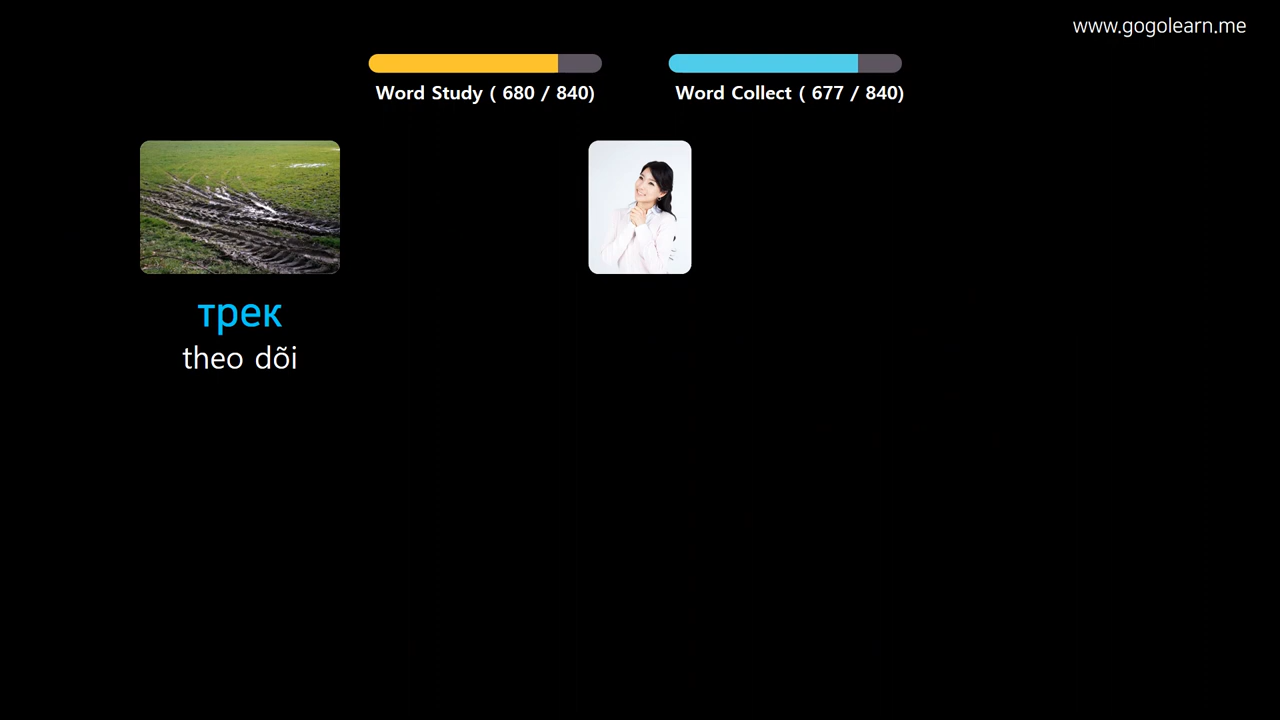 www.gogolearn.me
Word Study ( 680 / 840)
Word Collect ( 677 / 840)
трек
theo dõi